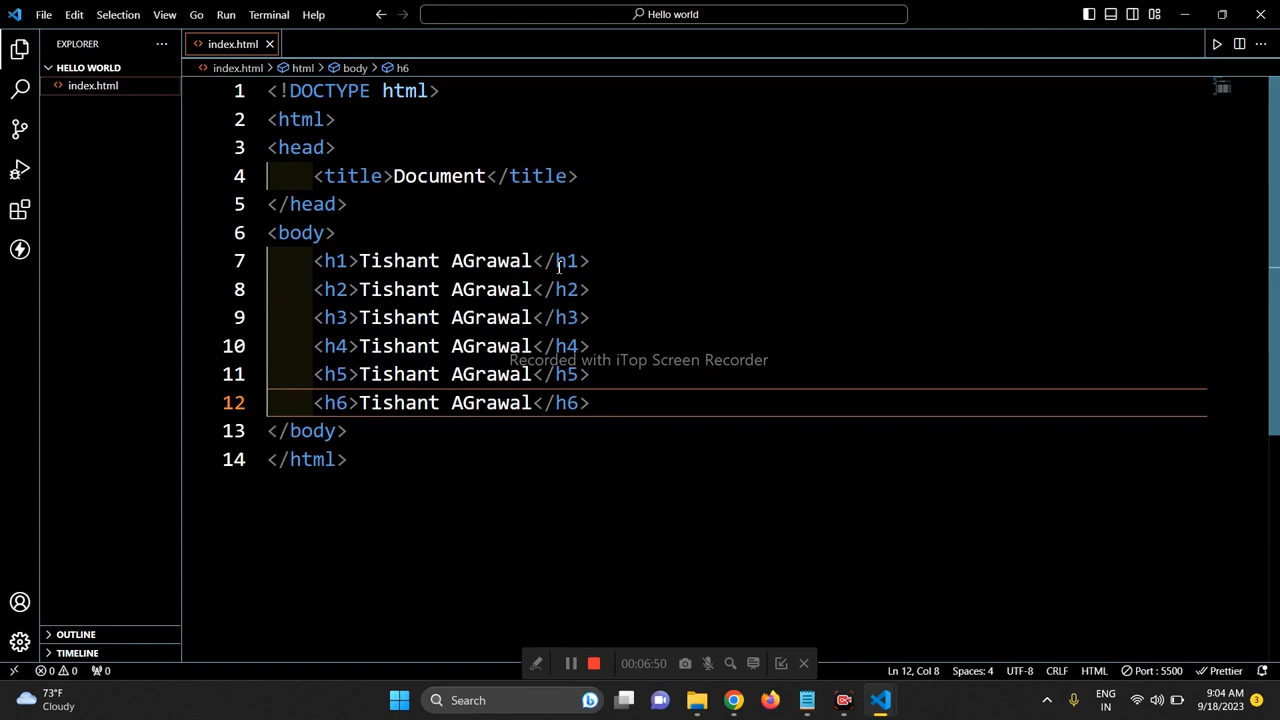 File Edit Selection View Go Run Terminal Help
Hello world
EXPLORER
index.html
HELLO WORLD
index.html
index.html > html > body > h6
1 <!DOCTYPE html>
2 <html>
3 <head>
4 <title>Document</title>
5 </head>
6 <body>
7 <h1>Tishant AGrawal</h1>
8 <h2>Tishant AGrawal</h2>
9 <h3>Tishant AGrawal</h3>
10 <h4>Tishant AGrawal</h4>
Recorded with iTop Screen Recorder
11 <h5>Tishant AGrawal</h5>
12 <h6>Tishant AGrawal</h6>
13 </body>
14 </html>
OUTLINE
TIMELINE
00:06:50
0 0 0
Ln 12, Col 8 Spaces: 4 UTF-8 CRLF HTML Port : 5500 Prettier
73°F
Cloudy
Search
ENG
IN
9:04 AM
9/18/2023
3